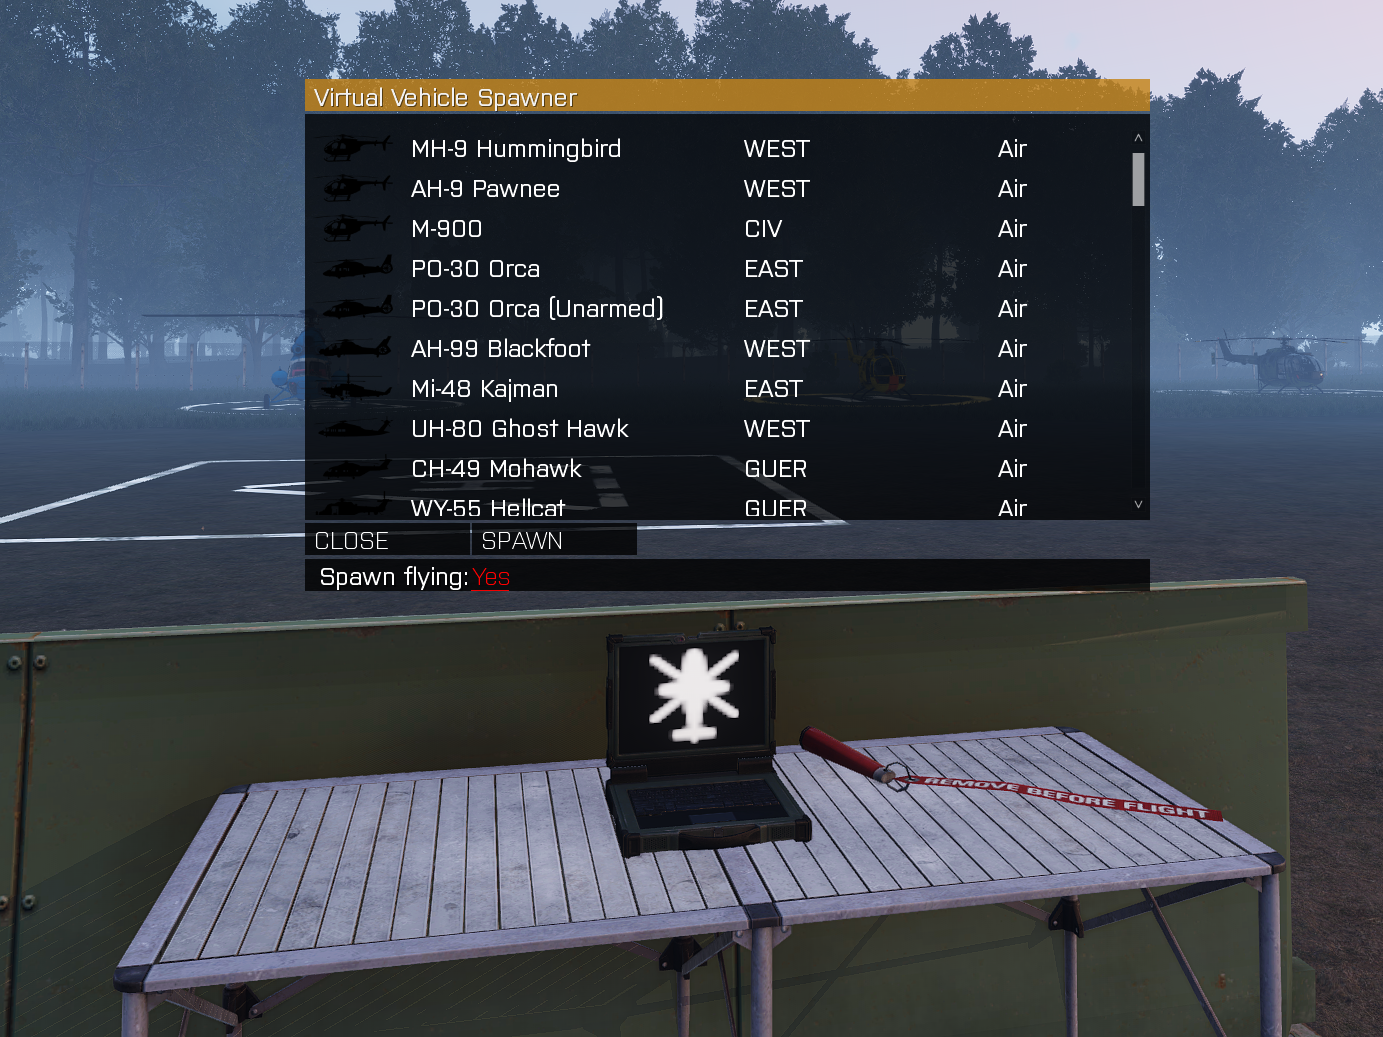 Virtual Vehicle Spawner
MH-9 Hummingbird WEST Air
AH-9 Pawnee WEST Air
M-900 CIV Air
PO-30 Orca EAST Air
PO-30 Orca (Unarmed) EAST Air
AH-99 Blackfoot WEST Air
Mi-48 Kajman EAST Air
UH-80 Ghost Hawk WEST Air
CH-49 Mohawk GUER Air
WY-55 Hellcat GUER Air
CLOSE SPAWN
Spawn flying: Yes
REMOVE BEFORE FLIGHT